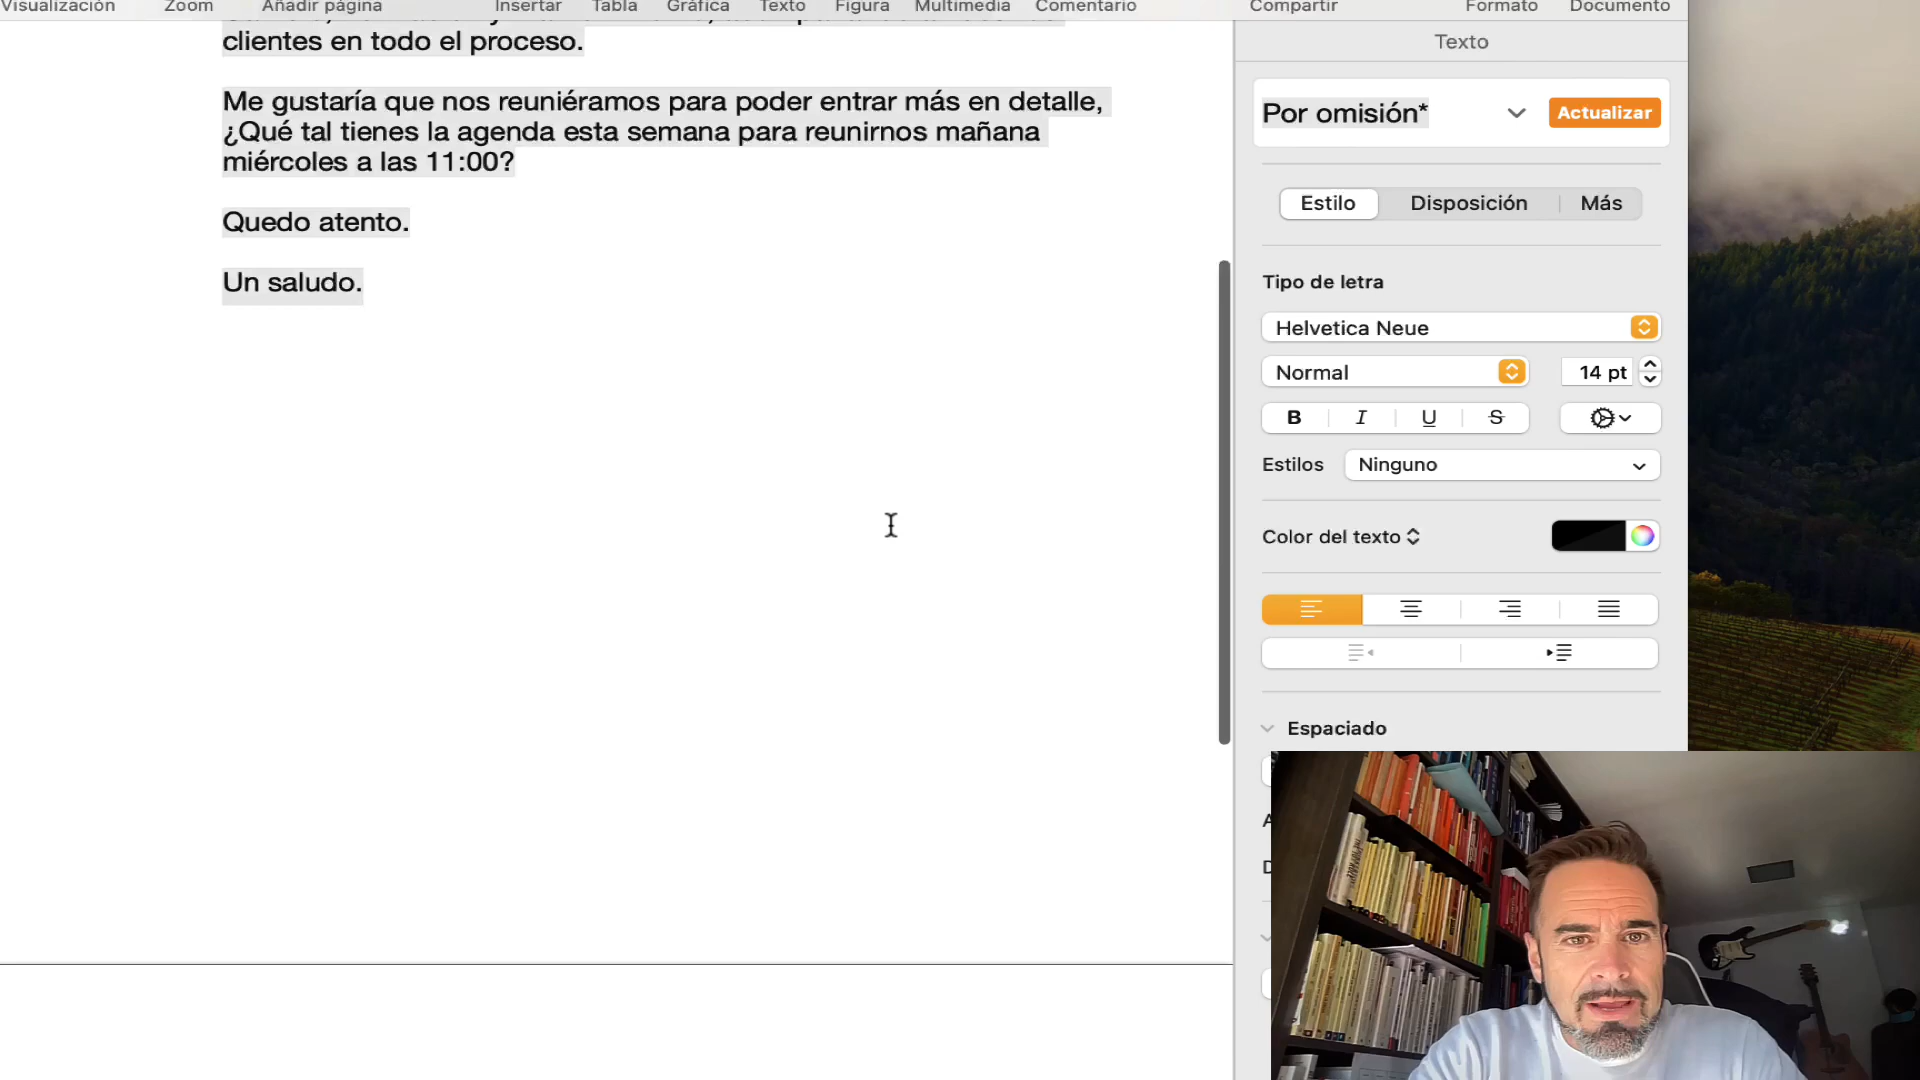 Visualización Zoom Añadir página Insertar Tabla Gráfica Texto Figura Multimedia Comentario Compartir Formato Documento
clientes en todo el proceso.
Me gustaría que nos reuniéramos para poder entrar más en detalle,
¿Qué tal tienes la agenda esta semana para reunirnos mañana
miércoles a las 11:00?
Quedo atento.
Un saludo.
Texto
Por omisión*
Actualizar
Estilo Disposición Más
Tipo de letra
Helvetica Neue
Normal 14 pt
B I U S
Estilos Ninguno
Color del texto
Espaciado